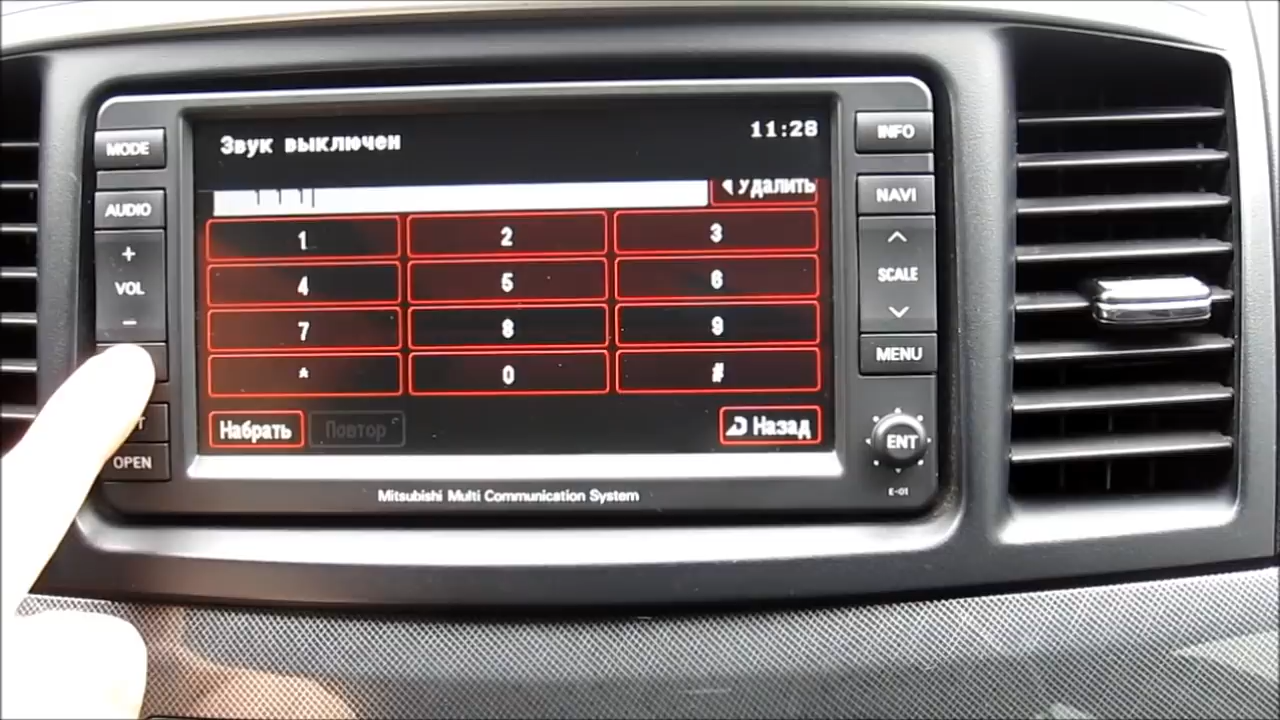 MODE
AUDIO
+
VOL
−
OPEN
Звук выключен
11:28
Удалить
1 2 3
4 5 6
7 8 9
* 0 #
Набрать Повтор Назад
INFO
NAVI
SCALE
MENU
ENT
E-01
Mitsubishi Multi Communication System